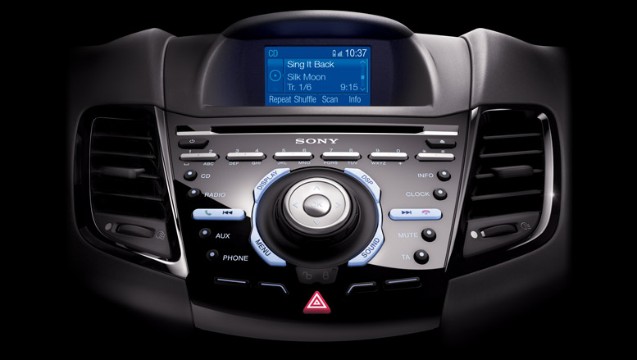 CD 10:37
Sing It Back
Silk Moon
Tr. 1/6 9:15
Repeat Shuffle Scan Info
SONY
CD
INFO
RADIO
CLOCK
DISPLAY
DSP
MENU
SOUND
AUX
MUTE
PHONE
TA